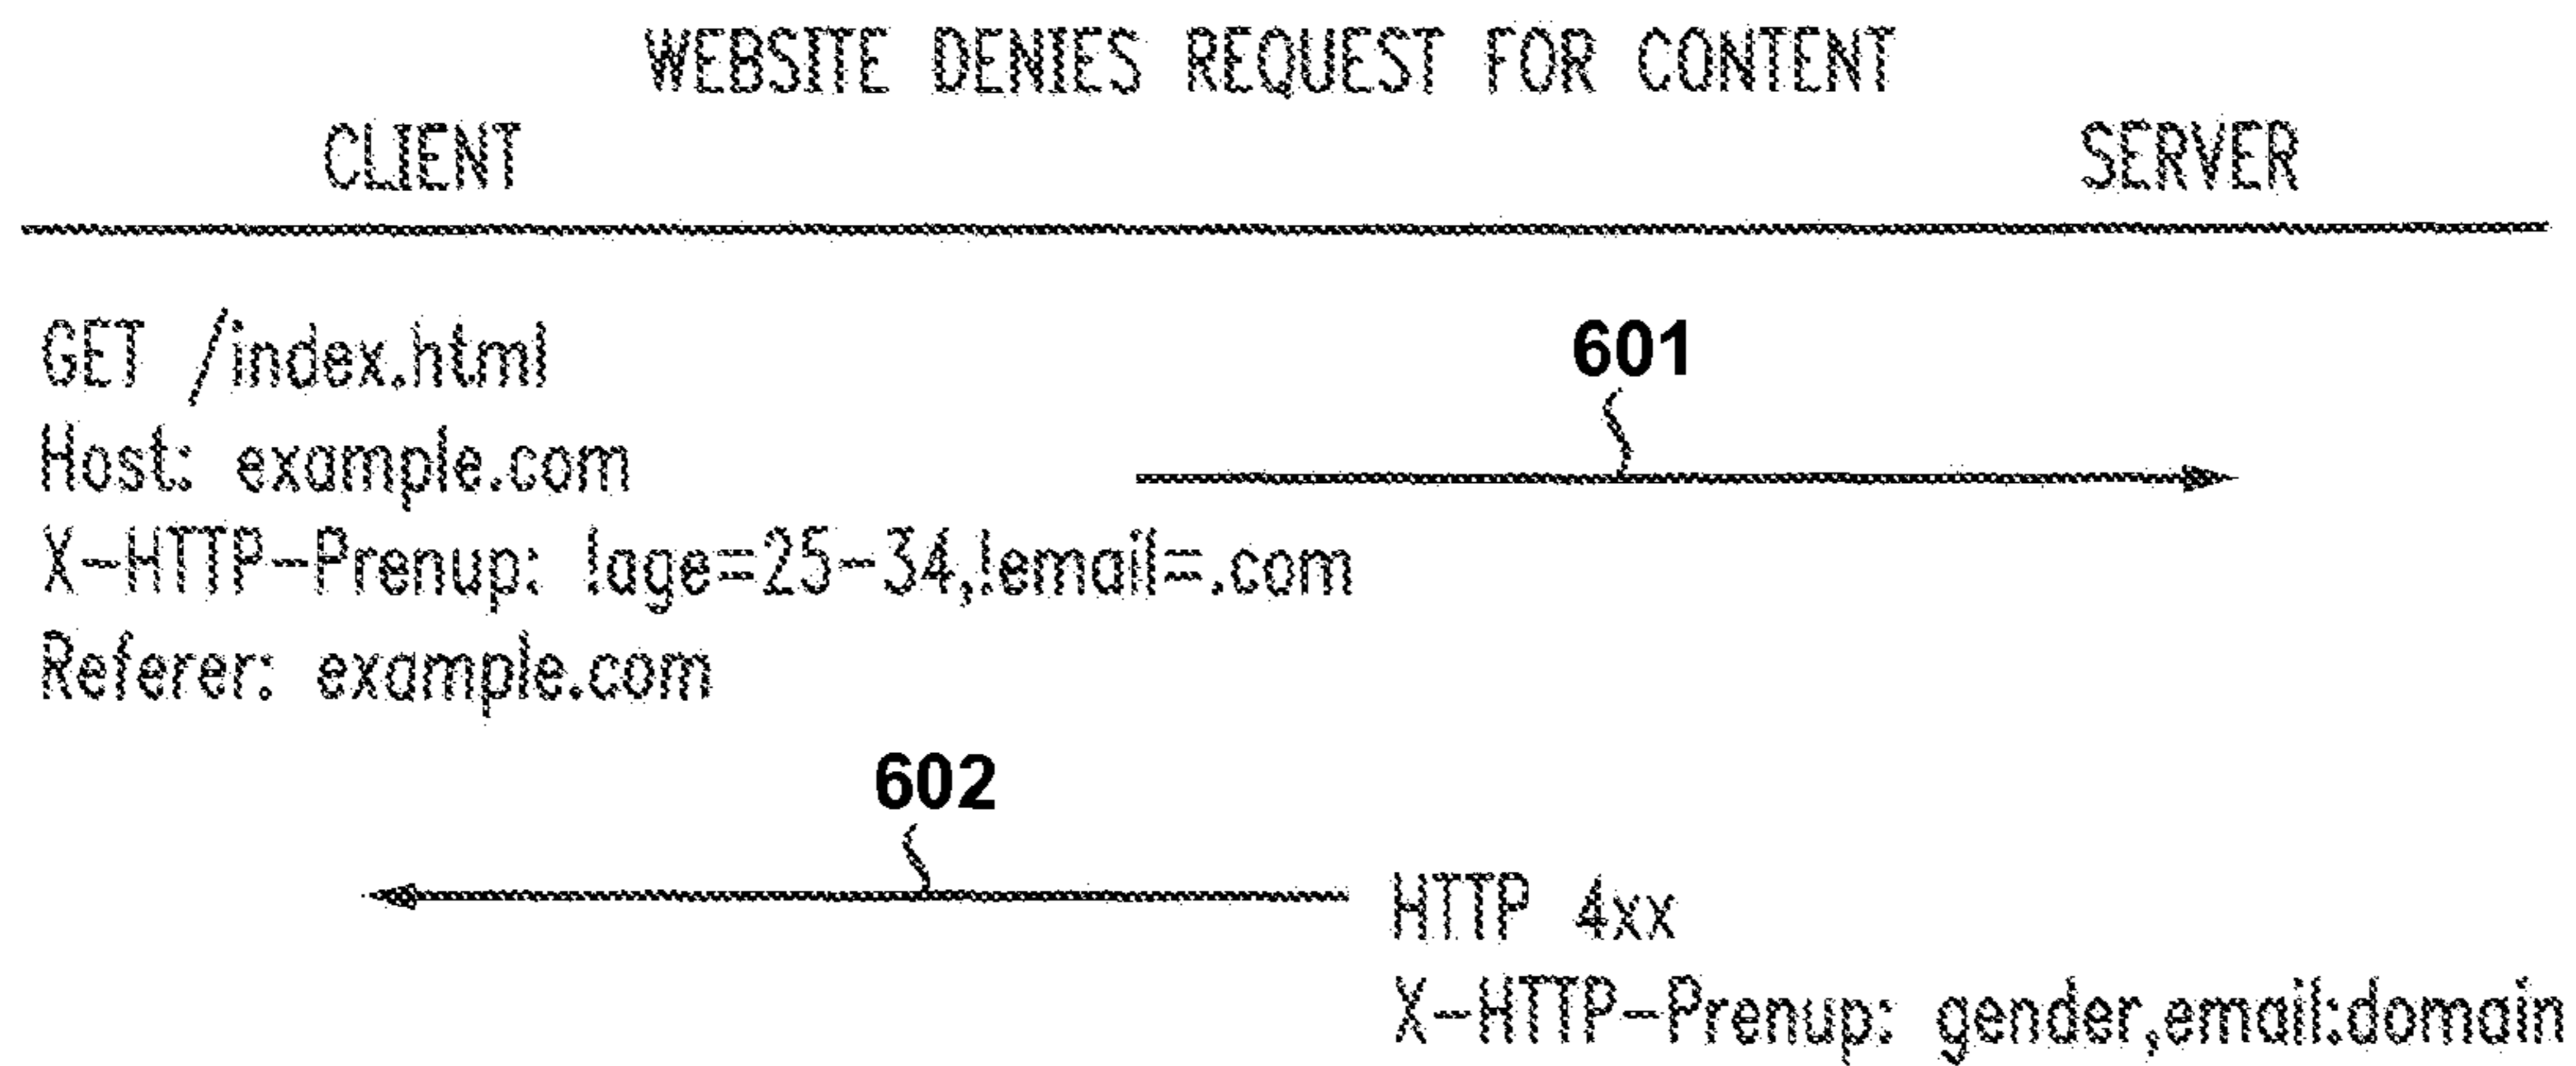 WEBSITE DENIES REQUEST FOR CONTENT
CLIENT SERVER
GET /index.html
601
Host: example.com
X-HTTP-Prenup: !age=25-34,!email=.com
Referer: example.com
602
HTTP 4xx
X-HTTP-Prenup: gender,email:domain